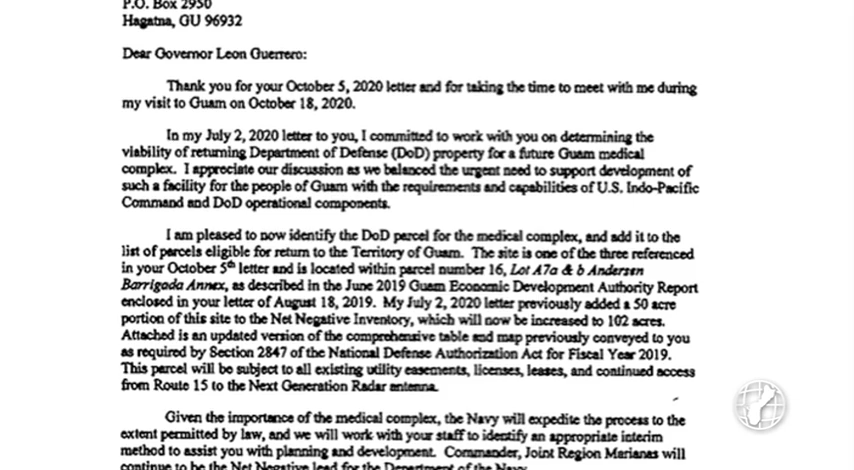 P.O. Box 2950
Hagatna, GU 96932
Dear Governor Leon Guerrero:
Thank you for your October 5, 2020 letter and for taking the time to meet with me during
my visit to Guam on October 18, 2020.
In my July 2, 2020 letter to you, I committed to work with you on determining the
viability of returning Department of Defense (DoD) property for a future Guam medical
complex. I appreciate our discussion as we balanced the urgent need to support development of
such a facility for the people of Guam with the requirements and capabilities of U.S. Indo-Pacific
Command and DoD operational components.
I am pleased to now identify the DoD parcel for the medical complex, and add it to the
list of parcels eligible for return to the Territory of Guam. The site is one of the three referenced
in your October 5th letter and is located within parcel number 16, Lot A7a & b Andersen
Barrigada Annex, as described in the June 2019 Guam Economic Development Authority Report
enclosed in your letter of August 18, 2019. My July 2, 2020 letter previously added a 50 acre
portion of this site to the Net Negative Inventory, which will now be increased to 102 acres.
Attached is an updated version of the comprehensive table and map previously conveyed to you
as required by Section 2847 of the National Defense Authorization Act for Fiscal Year 2019.
This parcel will be subject to all existing utility easements, licenses, leases, and continued access
from Route 15 to the Next Generation Radar antenna.
Given the importance of the medical complex, the Navy will expedite the process to the
extent permitted by law, and we will work with your staff to identify an appropriate interim
method to assist you with planning and development. Commander, Joint Region Marianas will
continue to be the Net Negative lead for the Department of the Navy.